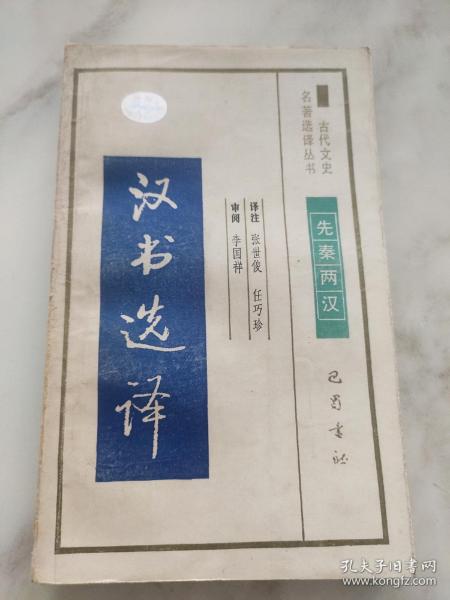 古代文史
名著选译丛书
先秦两汉
巴蜀书社
译注 张世俊 任巧珍
审阅 李国祥
汉书选译
孔夫子旧书网
www.kongfz.com